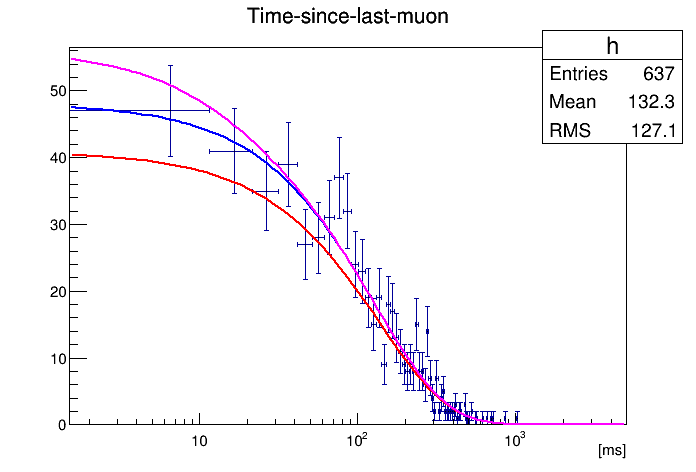 Time-since-last-muon
h
Entries 637
Mean 132.3
RMS 127.1
50
40
30
20
10
0
10
10²
10³
[ms]